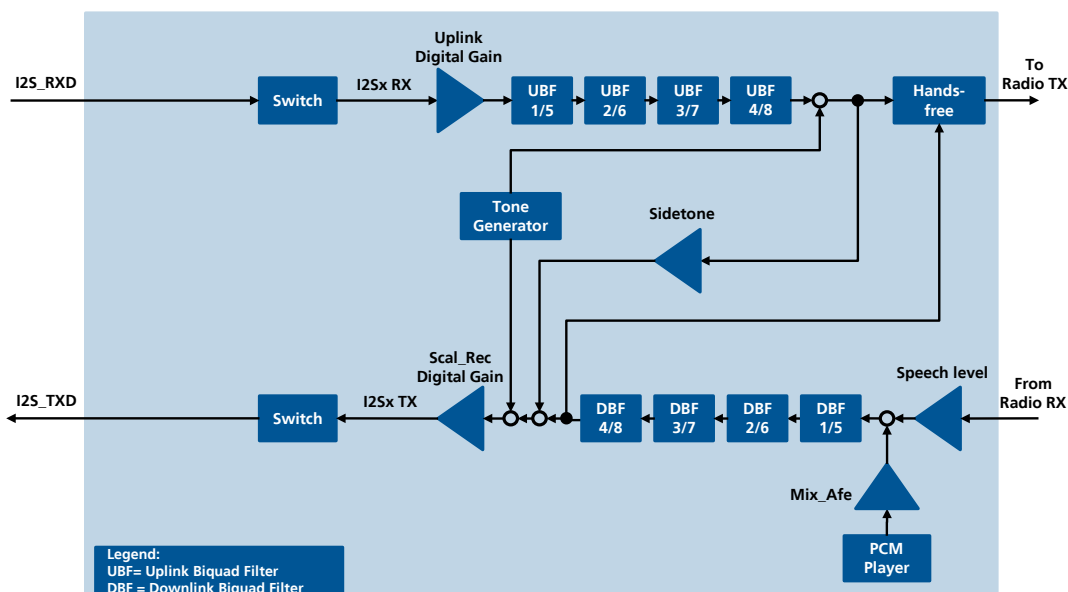 Uplink
Digital Gain
To
Radio TX
I2S_RXD
I2Sx RX
Switch
UBF
1/5
UBF
2/6
UBF
3/7
UBF
4/8
Hands-
free
Tone
Generator
Sidetone
Scal_Rec
Digital Gain
Speech level
From
Radio RX
I2S_TXD
I2Sx TX
Switch
DBF
4/8
DBF
3/7
DBF
2/6
DBF
1/5
Mix_Afe
PCM
Player
Legend:
UBF= Uplink Biquad Filter
DBF = Downlink Biquad Filter